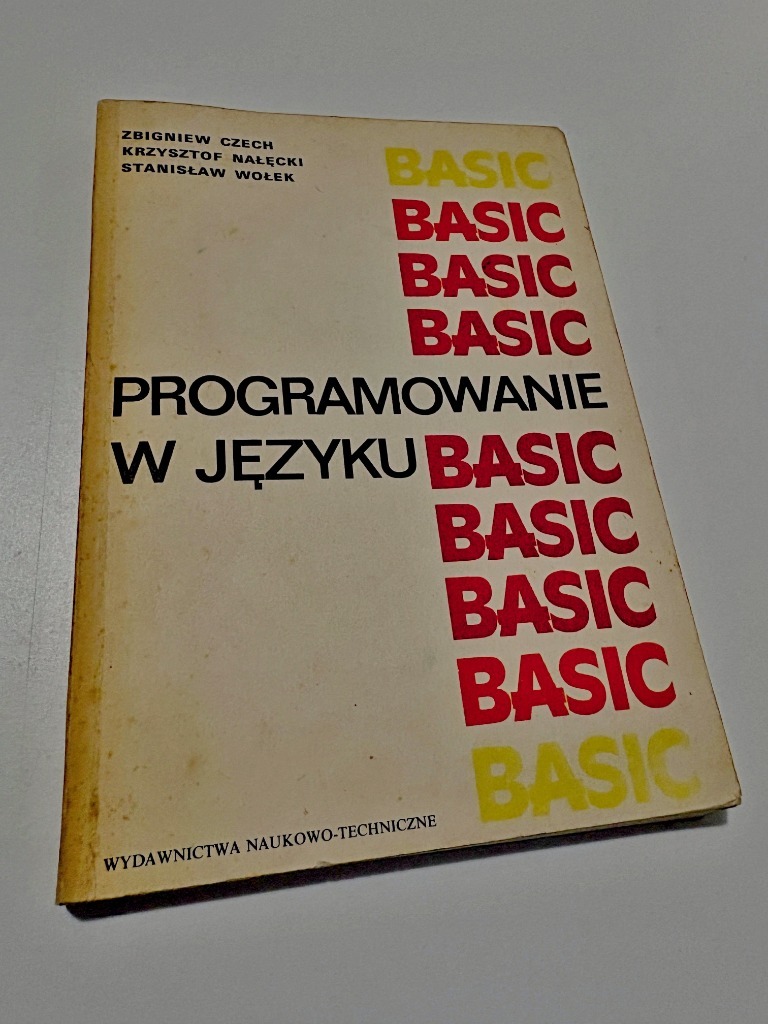 ZBIGNIEW CZECH
KRZYSZTOF NAŁĘCKI
STANISŁAW WOŁEK
BASIC
BASIC
BASIC
BASIC
PROGRAMOWANIE
W JĘZYKU BASIC
BASIC
BASIC
BASIC
BASIC
WYDAWNICTWA NAUKOWO-TECHNICZNE